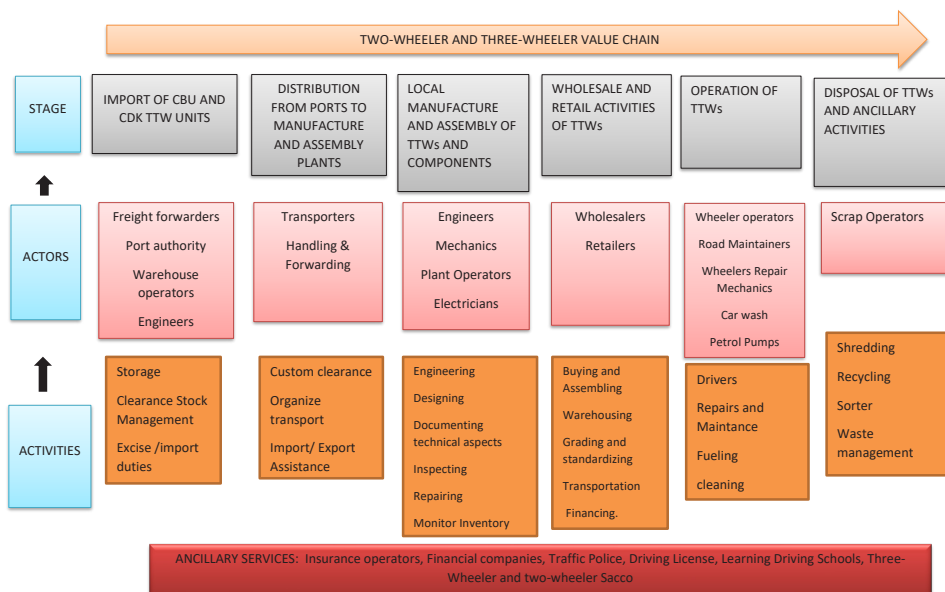 TWO-WHEELER AND THREE-WHEELER VALUE CHAIN
STAGE
IMPORT OF CBU AND
CDK TTW UNITS
DISTRIBUTION
FROM PORTS TO
MANUFACTURE
AND ASSEMBLY
PLANTS
LOCAL
MANUFACTURE
AND ASSEMBLY OF
TTWs AND
COMPONENTS
WHOLESALE AND
RETAIL ACTIVITIES
OF TTWs
OPERATION OF
TTWs
DISPOSAL OF TTWs
AND ANCILLARY
ACTIVITIES
ACTORS
Freight forwarders
Port authority
Warehouse
operators
Engineers
Transporters
Handling &
Forwarding
Engineers
Mechanics
Plant Operators
Electricians
Wholesalers
Retailers
Wheeler operators
Road Maintainers
Wheelers Repair
Mechanics
Car wash
Petrol Pumps
Scrap Operators
ACTIVITIES
Storage
Clearance Stock
Management
Excise /import
duties
Custom clearance
Organize
transport
Import/ Export
Assistance
Engineering
Designing
Documenting
technical aspects
Inspecting
Repairing
Monitor Inventory
Buying and
Assembling
Warehousing
Grading and
standardizing
Transportation
Financing.
Drivers
Repairs and
Maintance
Fueling
cleaning
Shredding
Recycling
Sorter
Waste
management
ANCILLARY SERVICES: Insurance operators, Financial companies, Traffic Police, Driving License, Learning Driving Schools, Three-
Wheeler and two-wheeler Sacco